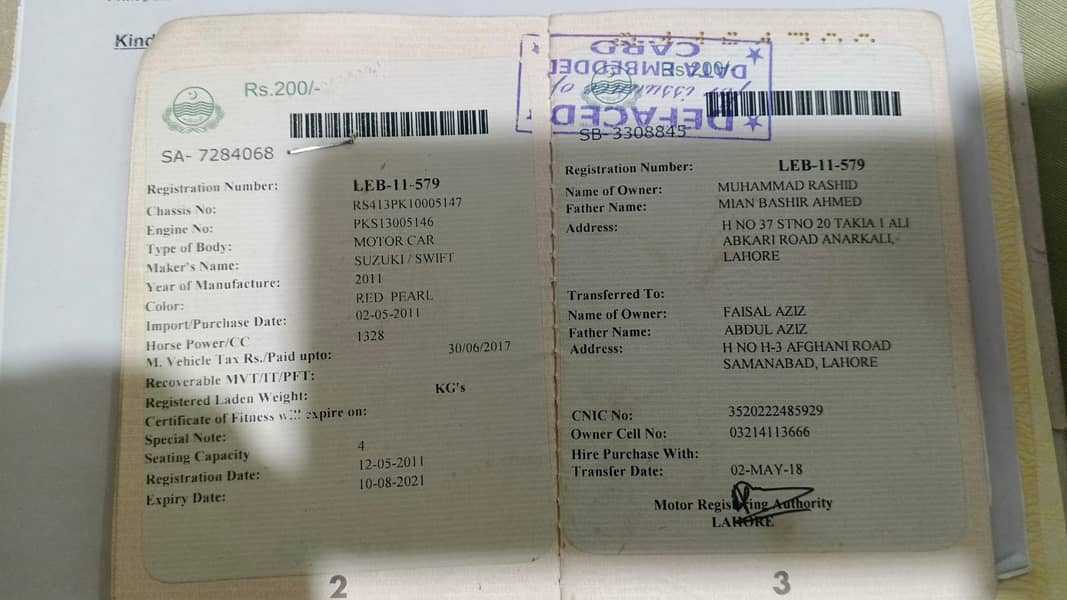 Kind
Rs.200/-
SA- 7284068
Registration Number: LEB-11-579
Chassis No: RS413PK10005147
Engine No: PKS13005146
Type of Body: MOTOR CAR
Maker's Name: SUZUKI / SWIFT
Year of Manufacture: 2011
Color: RED PEARL
Import/Purchase Date: 02-05-2011
Horse Power/CC 1328
M. Vehicle Tax Rs./Paid upto: 30/06/2017
Recoverable MVT/IT/PFT:
Registered Laden Weight: KG's
Certificate of Fitness will expire on:
Special Note:
Seating Capacity 4
Registration Date: 12-05-2011
Expiry Date: 10-08-2021
2
DEFACED
for issuance of
DATA EMBEDDED
CARD
Rs.200/-
SB-3308845
Registration Number: LEB-11-579
Name of Owner: MUHAMMAD RASHID
Father Name: MIAN BASHIR AHMED
Address: H NO 37 STNO 20 TAKIA 1 ALI
ABKARI ROAD ANARKALI,-
LAHORE
Transferred To:
Name of Owner: FAISAL AZIZ
Father Name: ABDUL AZIZ
Address: H NO H-3 AFGHANI ROAD
SAMANABAD, LAHORE
CNIC No: 3520222485929
Owner Cell No: 03214113666
Hire Purchase With:
Transfer Date: 02-MAY-18
Motor Registering Authority
LAHORE
3